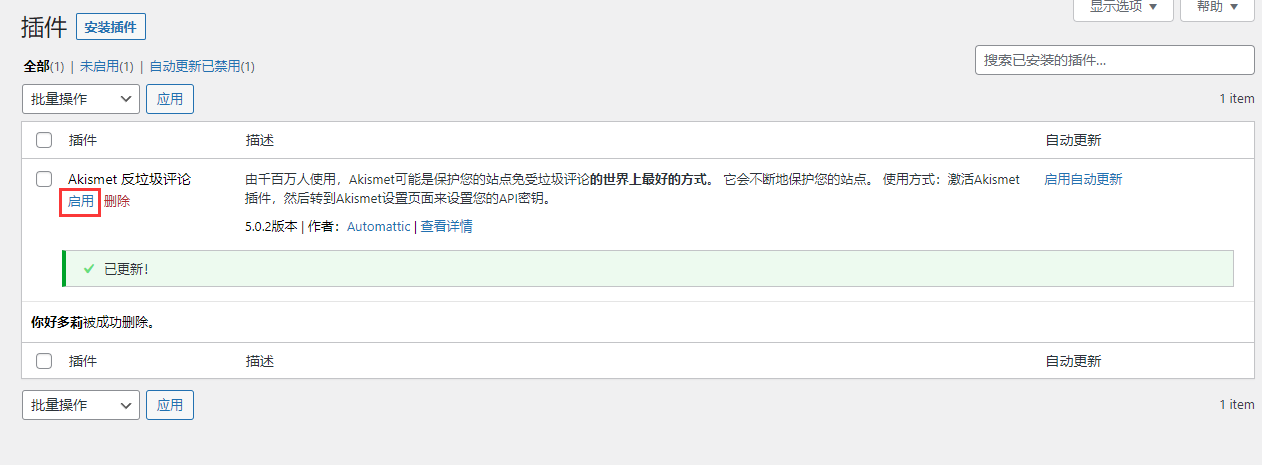 显示选项 ▼ 帮助 ▼
插件 安装插件
全部(1) | 未启用(1) | 自动更新已禁用(1)
搜索已安装的插件...
批量操作 应用 1 item
插件 描述 自动更新
Akismet 反垃圾评论 由千百万人使用，Akismet可能是保护您的站点免受垃圾评论的世界上最好的方式。 它会不断地保护您的站点。 使用方式：激活Akismet 启用自动更新
启用 删除 插件，然后转到Akismet设置页面来设置您的API密钥。
5.0.2版本 | 作者：Automattic | 查看详情
已更新!
你好多莉被成功删除。
插件 描述 自动更新
批量操作 应用 1 item